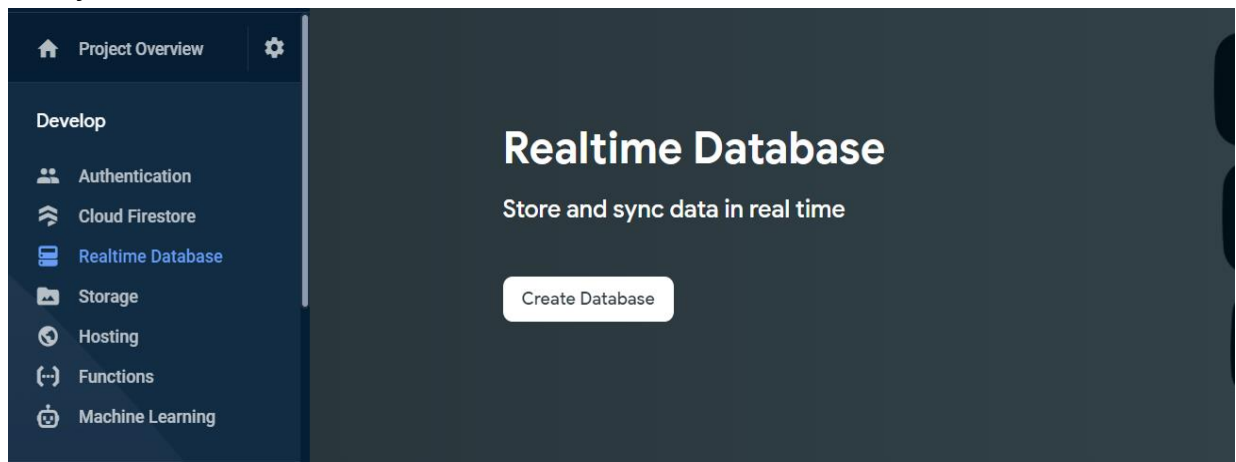 Project Overview
Develop
Authentication
Cloud Firestore
Realtime Database
Storage
Hosting
Functions
Machine Learning
Realtime Database
Store and sync data in real time
Create Database